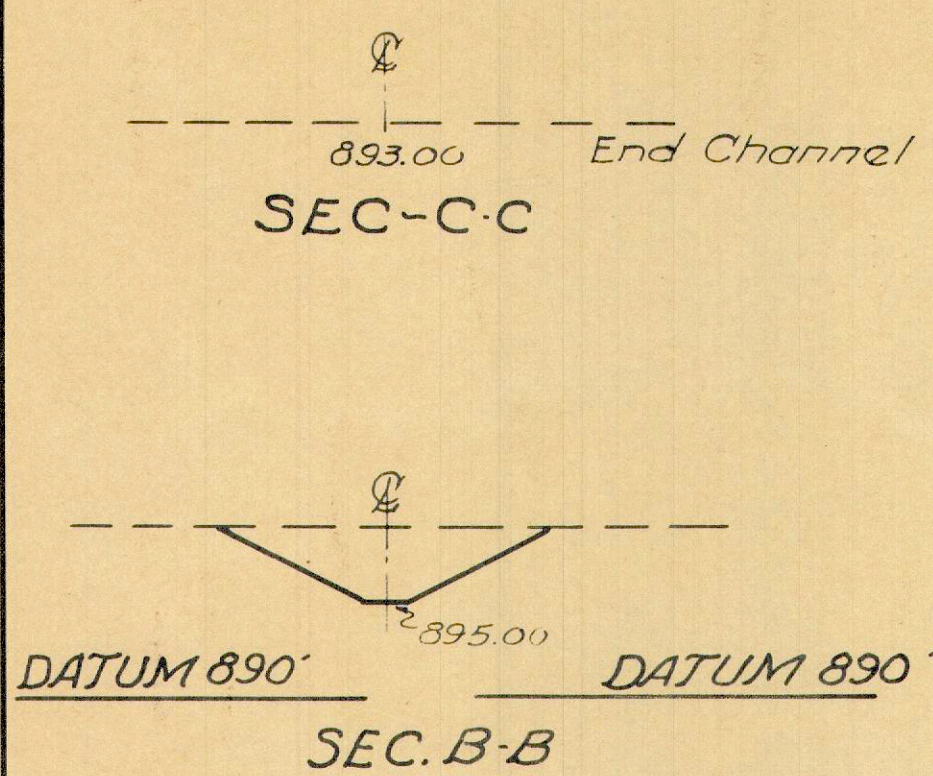 ℄
893.00
End Channel
SEC~C·C
℄
895.00
DATUM 890' DATUM 890'
SEC. B-B